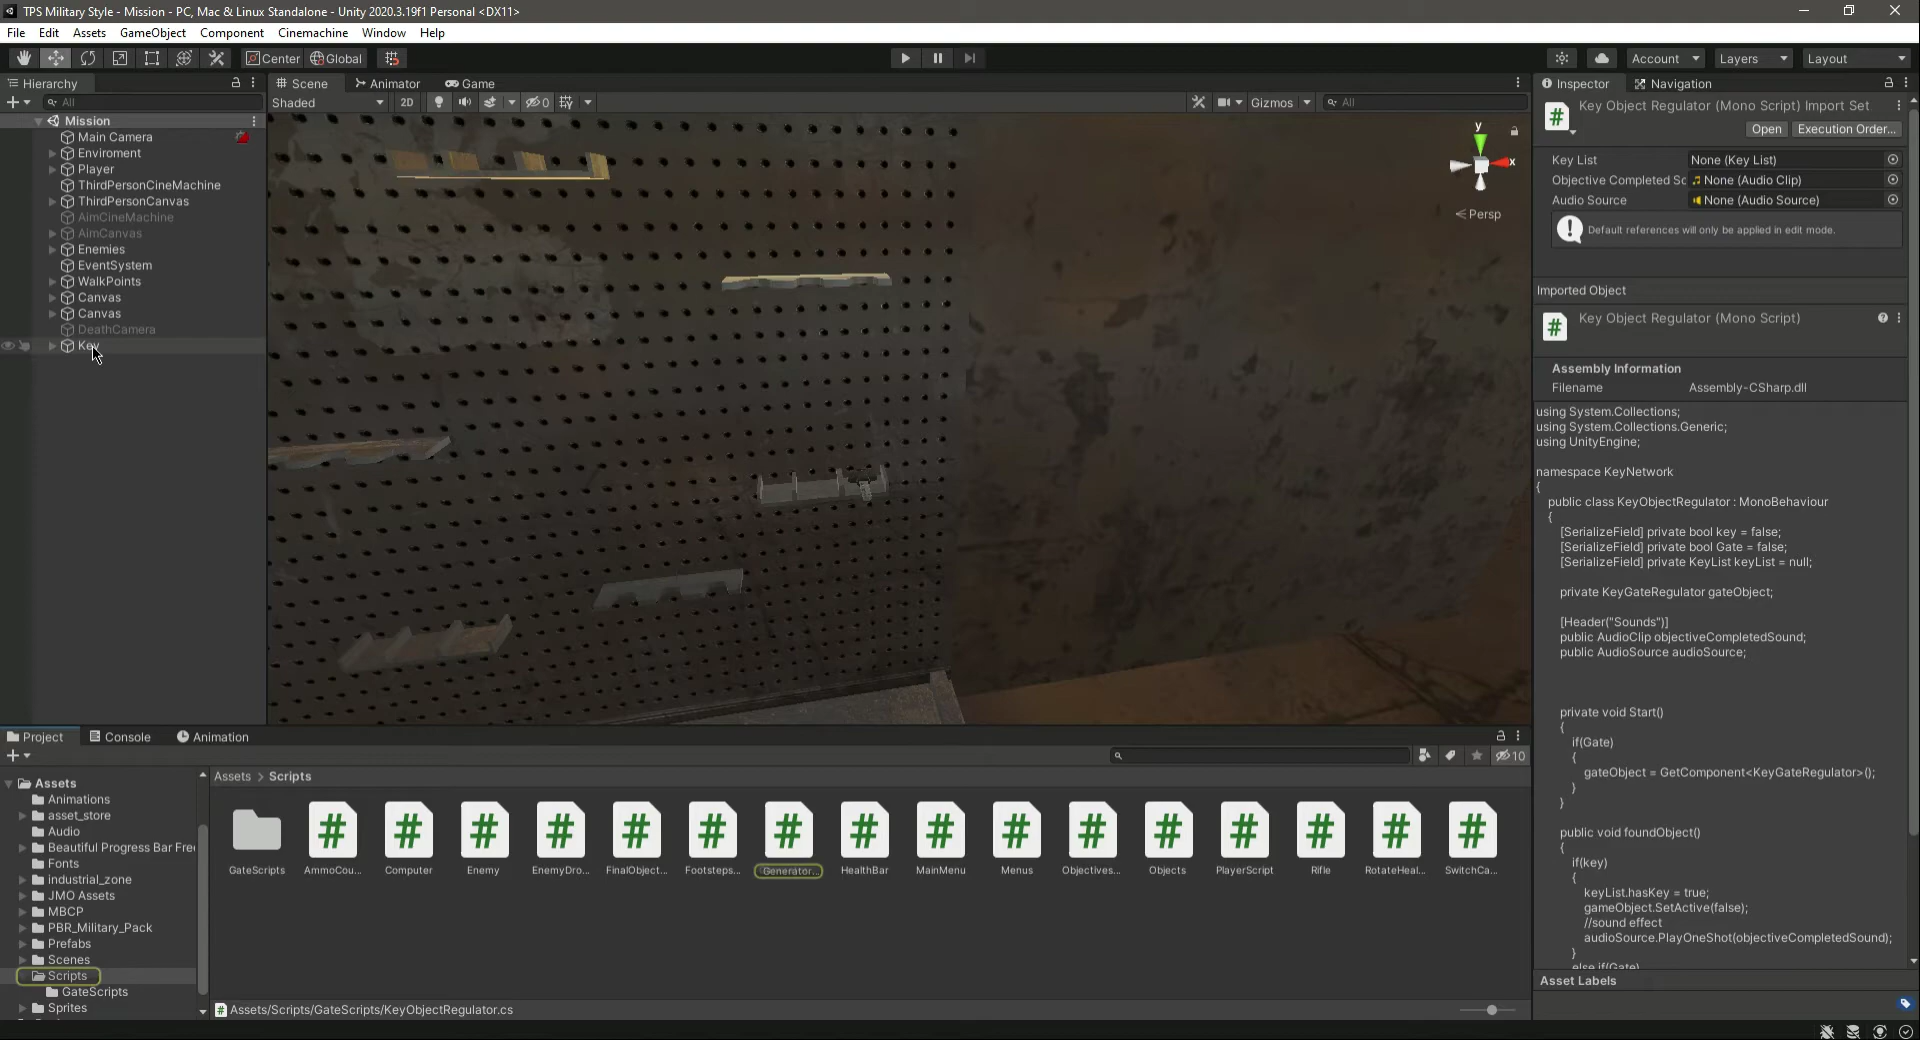 TPS Military Style - Mission - PC, Mac & Linux Standalone - Unity 2020.3.19f1 Personal <DX11>
File Edit Assets GameObject Component Cinemachine Window Help
Center Global
Account Layers Layout
Hierarchy
All
Mission
Main Camera
Enviroment
Player
ThirdPersonCineMachine
ThirdPersonCanvas
AimCineMachine
AimCanvas
Enemies
EventSystem
WalkPoints
Canvas
Canvas
DeathCamera
Key
Scene Animator Game
Shaded 2D 0 Gizmos All
y
x
Persp
Inspector Navigation
Key Object Regulator (Mono Script) Import Set
Open Execution Order...
Key List None (Key List)
Objective Completed Sc None (Audio Clip)
Audio Source None (Audio Source)
Default references will only be applied in edit mode.
Imported Object
Key Object Regulator (Mono Script)
Assembly Information
Filename Assembly-CSharp.dll
using System.Collections;
using System.Collections.Generic;
using UnityEngine;
namespace KeyNetwork
{
public class KeyObjectRegulator : MonoBehaviour
{
[SerializeField] private bool key = false;
[SerializeField] private bool Gate = false;
[SerializeField] private KeyList keyList = null;
private KeyGateRegulator gateObject;
[Header("Sounds")]
public AudioClip objectiveCompletedSound;
public AudioSource audioSource;
private void Start()
{
if(Gate)
{
gateObject = GetComponent<KeyGateRegulator>();
}
}
public void foundObject()
{
if(key)
{
keyList.hasKey = true;
gameObject.SetActive(false);
//sound effect
audioSource.PlayOneShot(objectiveCompletedSound);
}
else if(Gate)
Asset Labels
Project Console Animation
10
Assets
Animations
asset_store
Audio
Beautiful Progress Bar Free
Fonts
industrial_zone
JMO Assets
MBCP
PBR_Military_Pack
Prefabs
Scenes
Scripts
GateScripts
Sprites
Assets > Scripts
GateScripts AmmoCou... Computer Enemy EnemyDro... FinalObject... Footsteps... Generator... HealthBar MainMenu Menus Objectives... Objects PlayerScript Rifle RotateHeal... SwitchCa...
Assets/Scripts/GateScripts/KeyObjectRegulator.cs